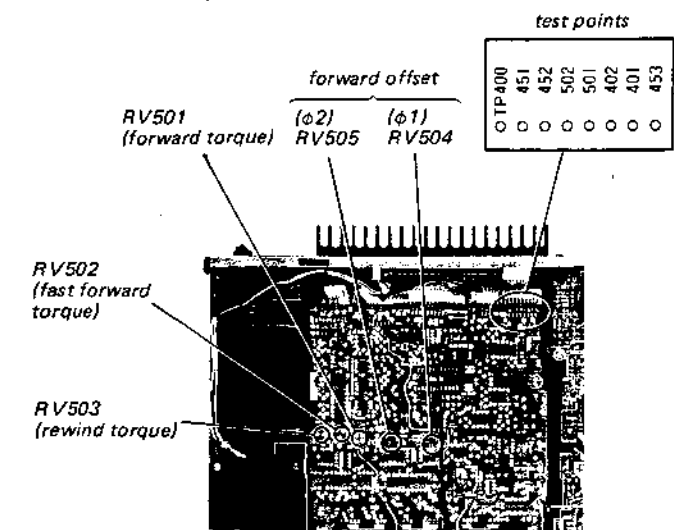 test points
TP400
451
452
502
501
402
401
453
forward offset
RV501
(forward torque)
(φ2)
RV505
(φ1)
RV504
RV502
(fast forward
torque)
RV503
(rewind torque)